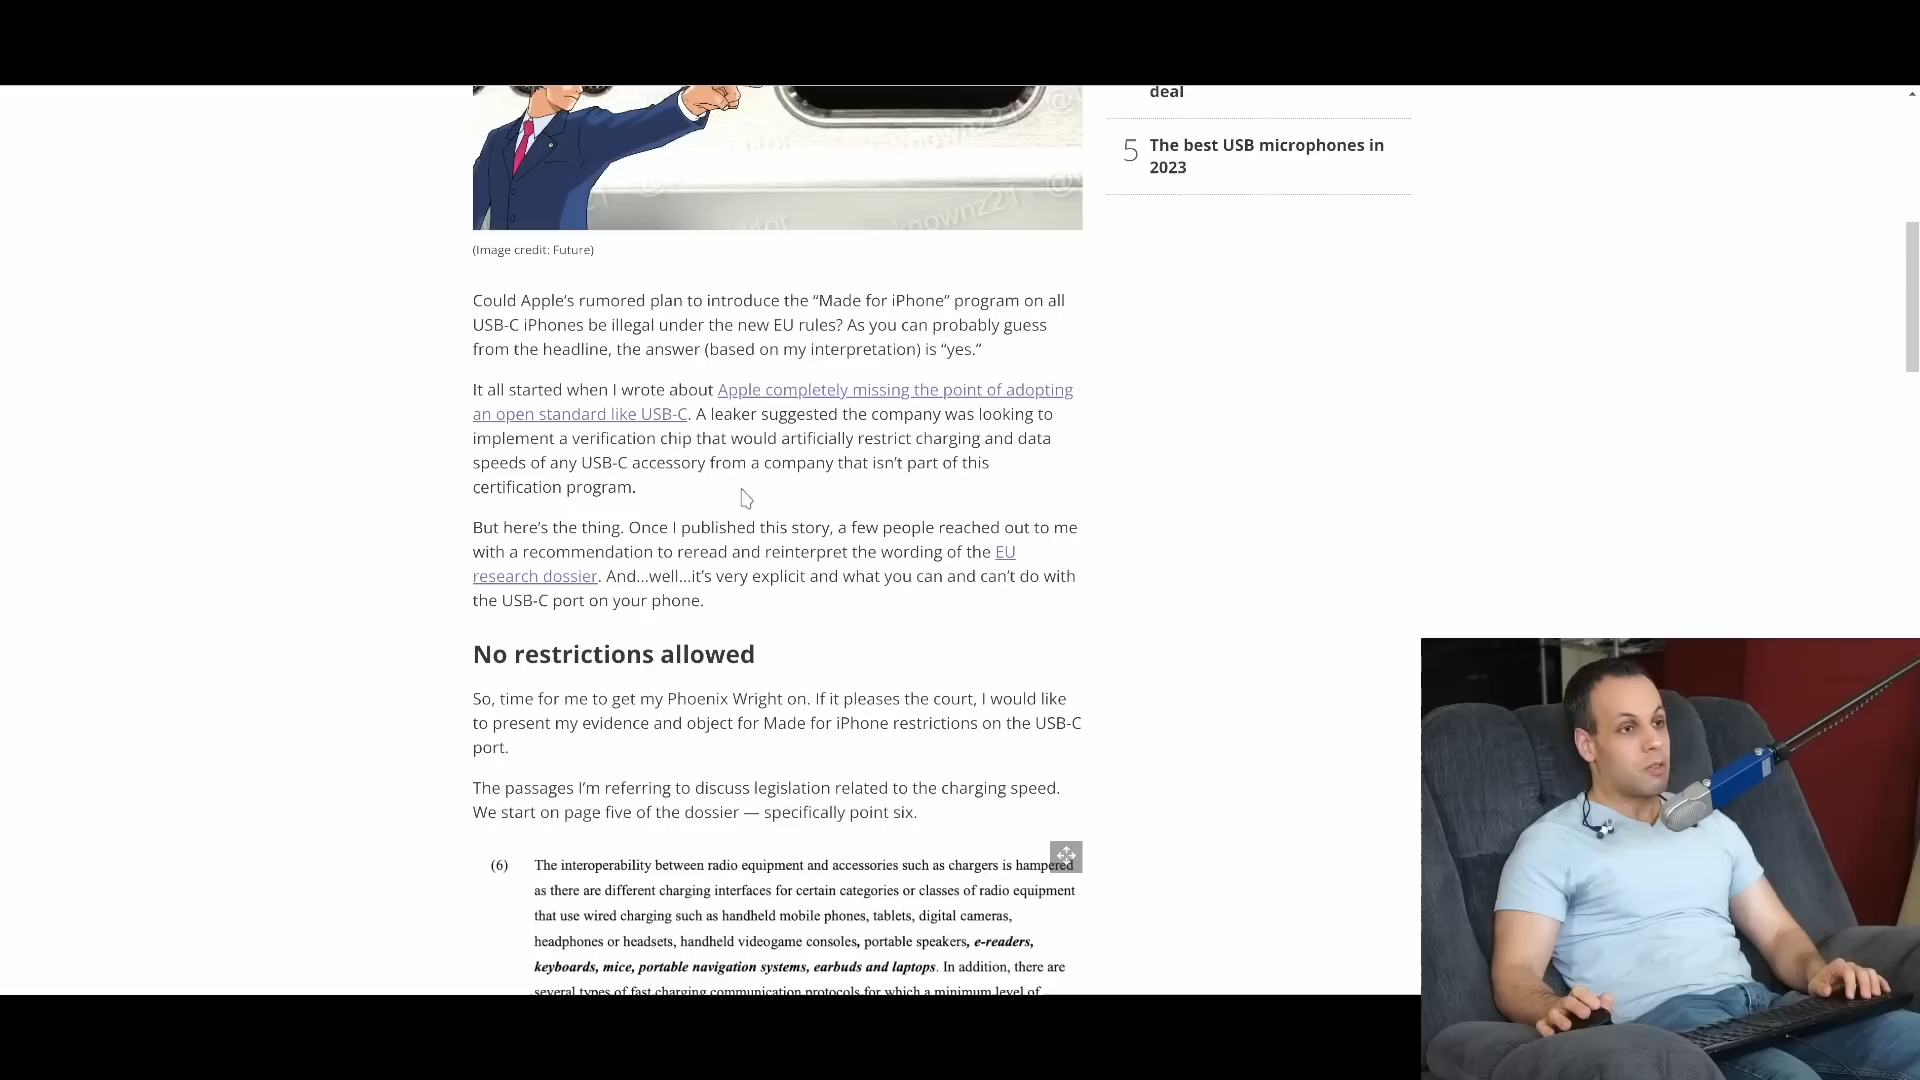 deal
5 The best USB microphones in
2023
knownz21
(Image credit: Future)
Could Apple’s rumored plan to introduce the “Made for iPhone” program on all
USB-C iPhones be illegal under the new EU rules? As you can probably guess
from the headline, the answer (based on my interpretation) is “yes.”
It all started when I wrote about Apple completely missing the point of adopting
an open standard like USB-C. A leaker suggested the company was looking to
implement a verification chip that would artificially restrict charging and data
speeds of any USB-C accessory from a company that isn’t part of this
certification program.
But here’s the thing. Once I published this story, a few people reached out to me
with a recommendation to reread and reinterpret the wording of the EU
research dossier. And...well...it’s very explicit and what you can and can’t do with
the USB-C port on your phone.
No restrictions allowed
So, time for me to get my Phoenix Wright on. If it pleases the court, I would like
to present my evidence and object for Made for iPhone restrictions on the USB-C
port.
The passages I’m referring to discuss legislation related to the charging speed.
We start on page five of the dossier — specifically point six.
(6) The interoperability between radio equipment and accessories such as chargers is hampered
as there are different charging interfaces for certain categories or classes of radio equipment
that use wired charging such as handheld mobile phones, tablets, digital cameras,
headphones or headsets, handheld videogame consoles, portable speakers, e-readers,
keyboards, mice, portable navigation systems, earbuds and laptops. In addition, there are
several types of fast charging communication protocols for which a minimum level of